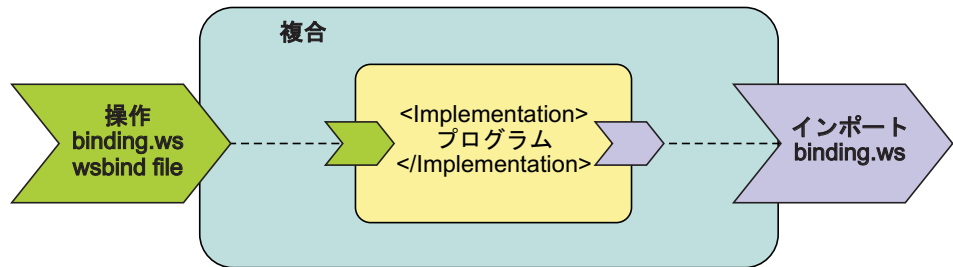 複合
操作
binding.ws
wsbind file
<Implementation>
プログラム
</Implementation>
インポート
binding.ws